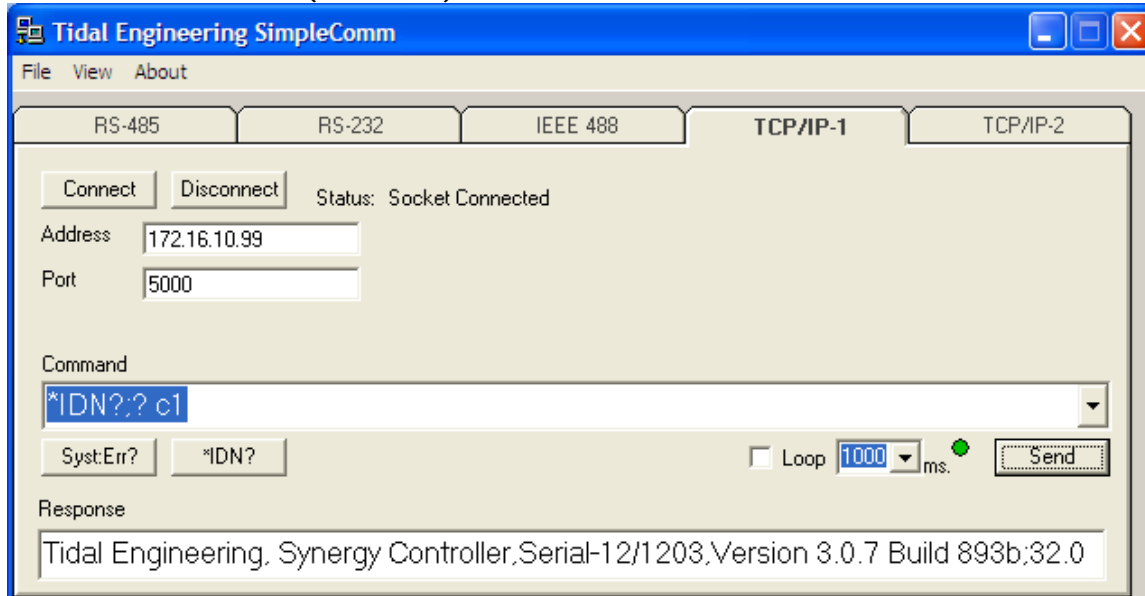 Tidal Engineering SimpleComm
File View About
RS-485 RS-232 IEEE 488 TCP/IP-1 TCP/IP-2
Connect Disconnect Status: Socket Connected
Address 172.16.10.99
Port 5000
Command
*IDN?;? c1
Syst:Err? *IDN? Loop 1000 ms. Send
Response
Tidal Engineering, Synergy Controller,Serial-12/1203,Version 3.0.7 Build 893b;32.0